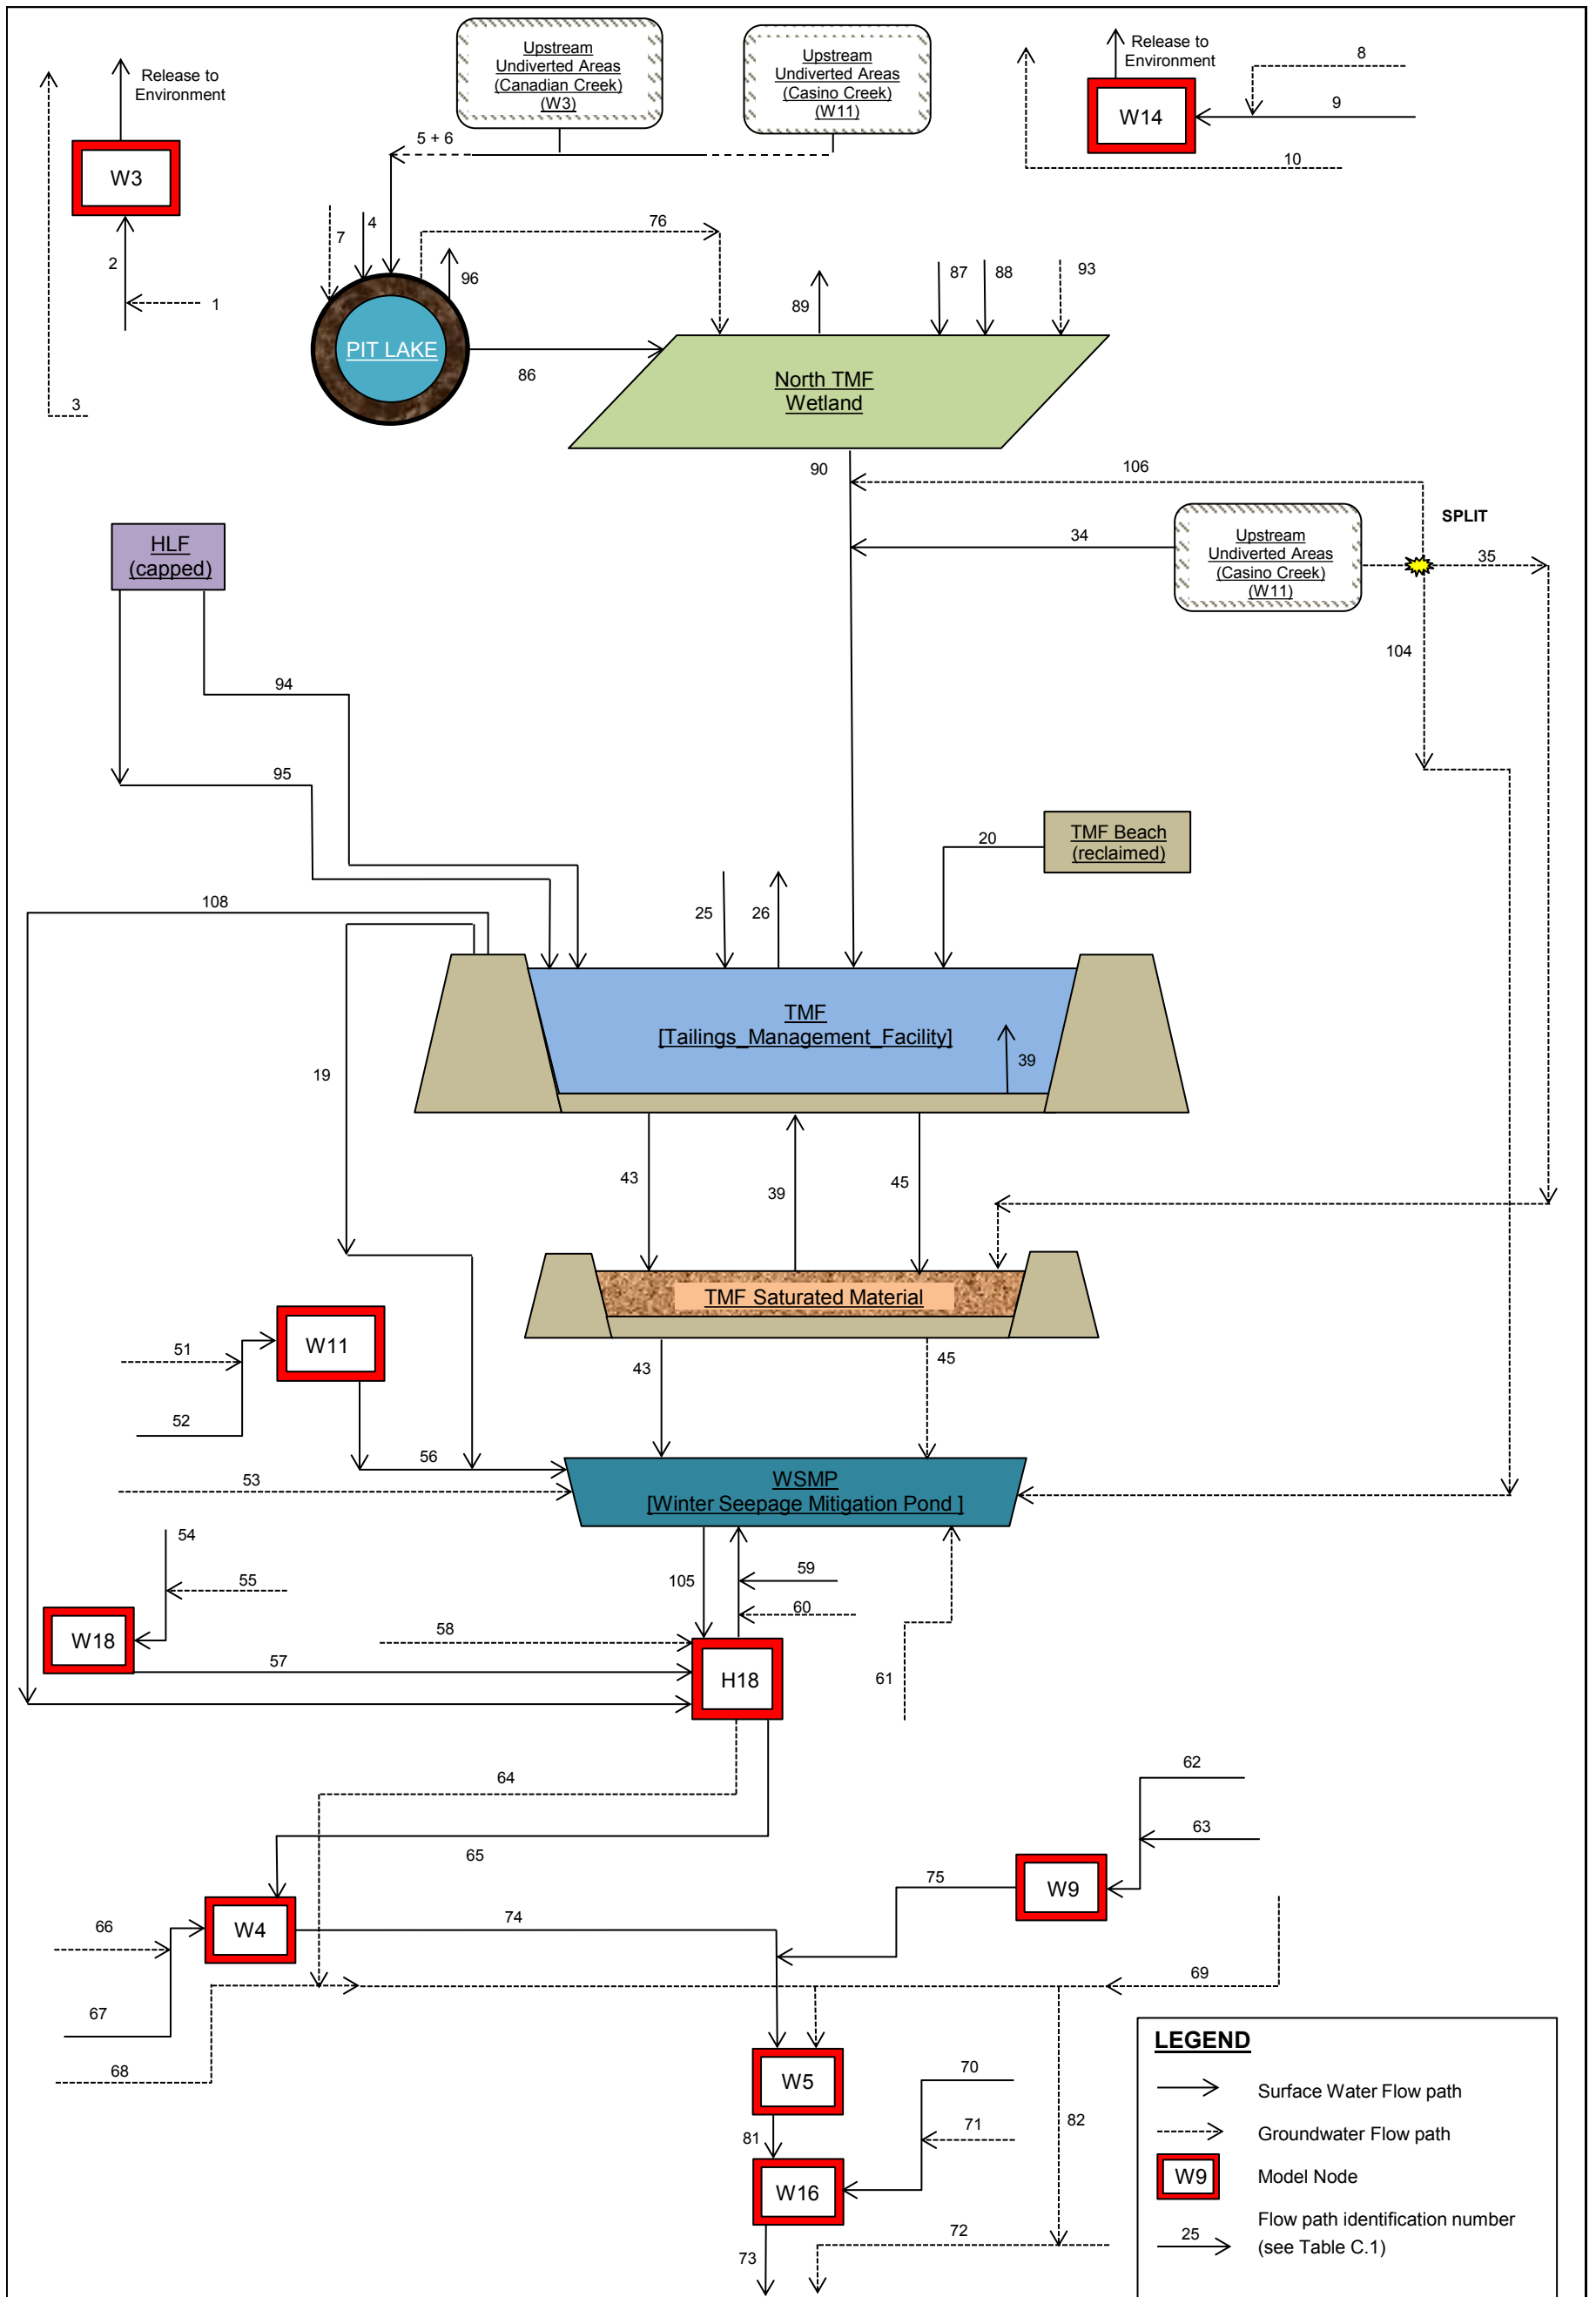 Upstream
Undiverted Areas
(Canadian Creek)
(W3)
Upstream
Undiverted Areas
(Casino Creek)
(W11)
Release to
Environment
Release to
Environment
8
9
W14
10
5 + 6
W3
2
1
3
7
4
96
76
PIT LAKE
86
89
87
88
93
North TMF
Wetland
90
106
SPLIT
34
Upstream
Undiverted Areas
(Casino Creek)
(W11)
35
104
HLF
(capped)
94
95
20
TMF Beach
(reclaimed)
108
25
26
19
TMF
[Tailings_Management_Facility]
39
43
39
45
TMF Saturated Material
43
45
51
W11
52
56
53
WSMP
[Winter Seepage Mitigation Pond ]
54
55
W18
105
59
60
58
57
H18
61
64
65
62
63
75
W9
66
W4
74
67
68
69
W5
70
71
81
82
W16
72
73
LEGEND
Surface Water Flow path
Groundwater Flow path
W9
Model Node
Flow path identification number
25
(see Table C.1)